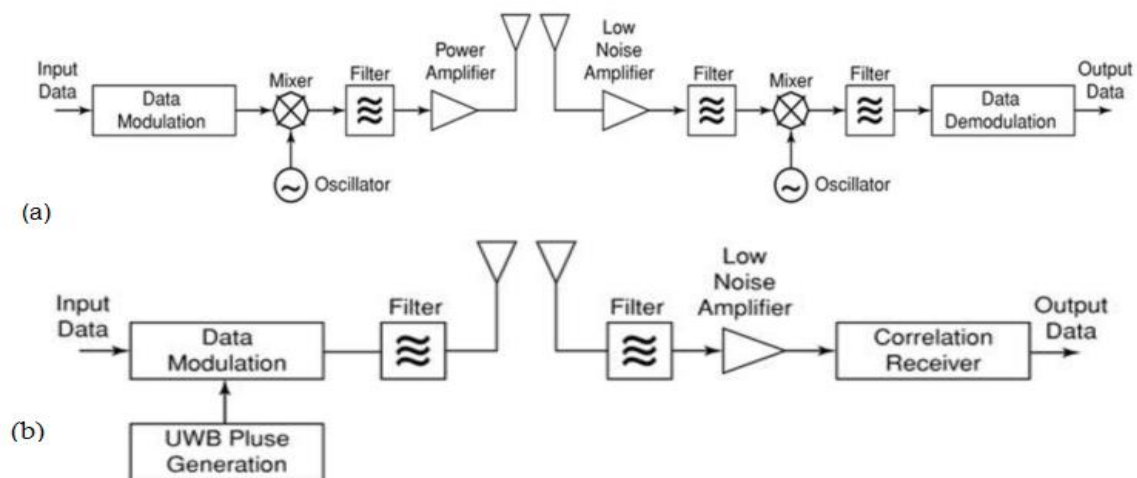 Input
Data
Data
Modulation
Mixer
Oscillator
Filter
Power
Amplifier
Low
Noise
Amplifier
Filter
Mixer
Oscillator
Filter
Data
Demodulation
Output
Data
(a)
Input
Data
Data
Modulation
UWB Pluse
Generation
Filter
Filter
Low
Noise
Amplifier
Correlation
Receiver
Output
Data
(b)